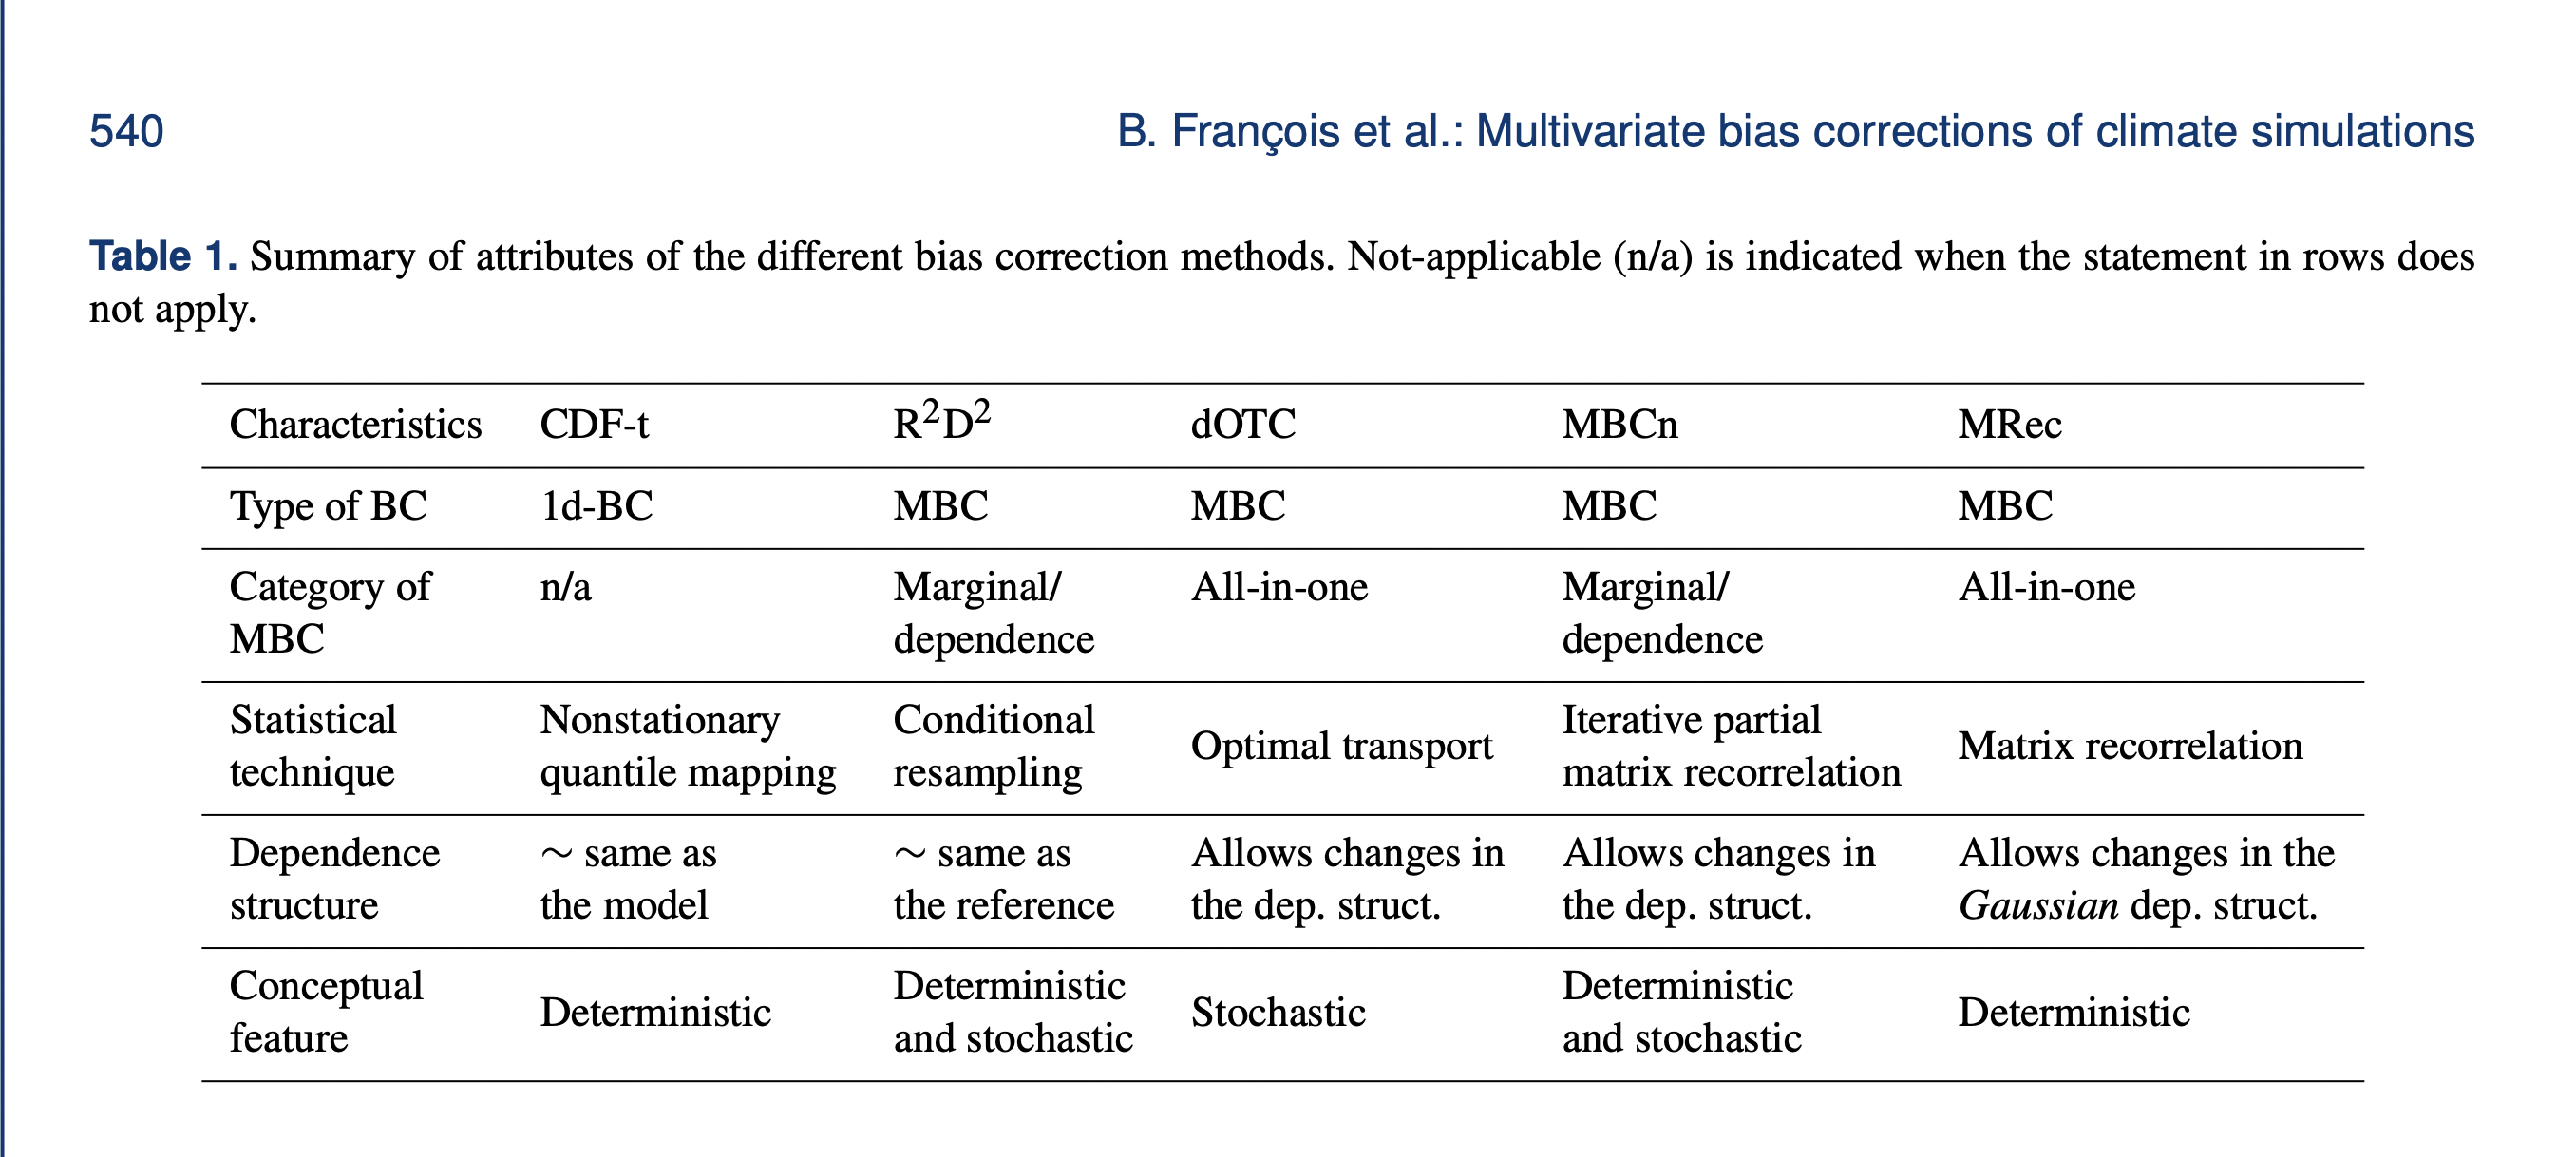 540 B. François et al.: Multivariate bias corrections of climate simulations
Table 1. Summary of attributes of the different bias correction methods. Not-applicable (n/a) is indicated when the statement in rows does
not apply.
Characteristics CDF-t R²D² dOTC MBCn MRec
Type of BC 1d-BC MBC MBC MBC MBC
Category of n/a Marginal/ All-in-one Marginal/ All-in-one
MBC dependence dependence
Statistical Nonstationary Conditional Optimal transport Iterative partial Matrix recorrelation
technique quantile mapping resampling matrix recorrelation
Dependence ~ same as ~ same as Allows changes in Allows changes in Allows changes in the
structure the model the reference the dep. struct. the dep. struct. Gaussian dep. struct.
Conceptual Deterministic Deterministic Stochastic Deterministic Deterministic
feature and stochastic and stochastic